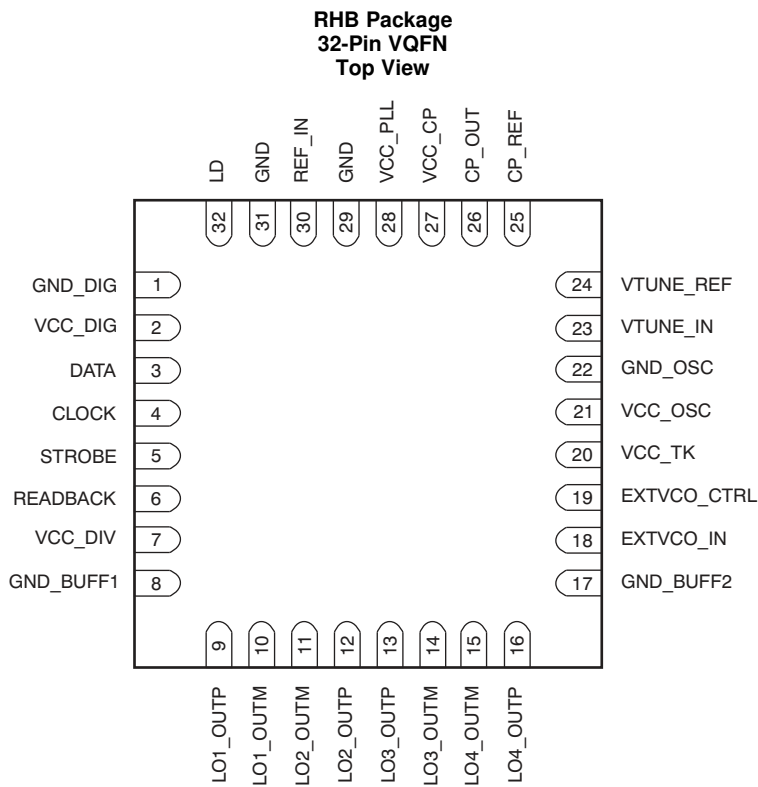 RHB Package
32-Pin VQFN
Top View
LD
GND
REF_IN
GND
VCC_PLL
VCC_CP
CP_OUT
CP_REF
32
31
30
29
28
27
26
25
GND_DIG 1
VCC_DIG 2
DATA 3
CLOCK 4
STROBE 5
READBACK 6
VCC_DIV 7
GND_BUFF1 8
24 VTUNE_REF
23 VTUNE_IN
22 GND_OSC
21 VCC_OSC
20 VCC_TK
19 EXTVCO_CTRL
18 EXTVCO_IN
17 GND_BUFF2
9
10
11
12
13
14
15
16
LO1_OUTP
LO1_OUTM
LO2_OUTM
LO2_OUTP
LO3_OUTP
LO3_OUTM
LO4_OUTM
LO4_OUTP